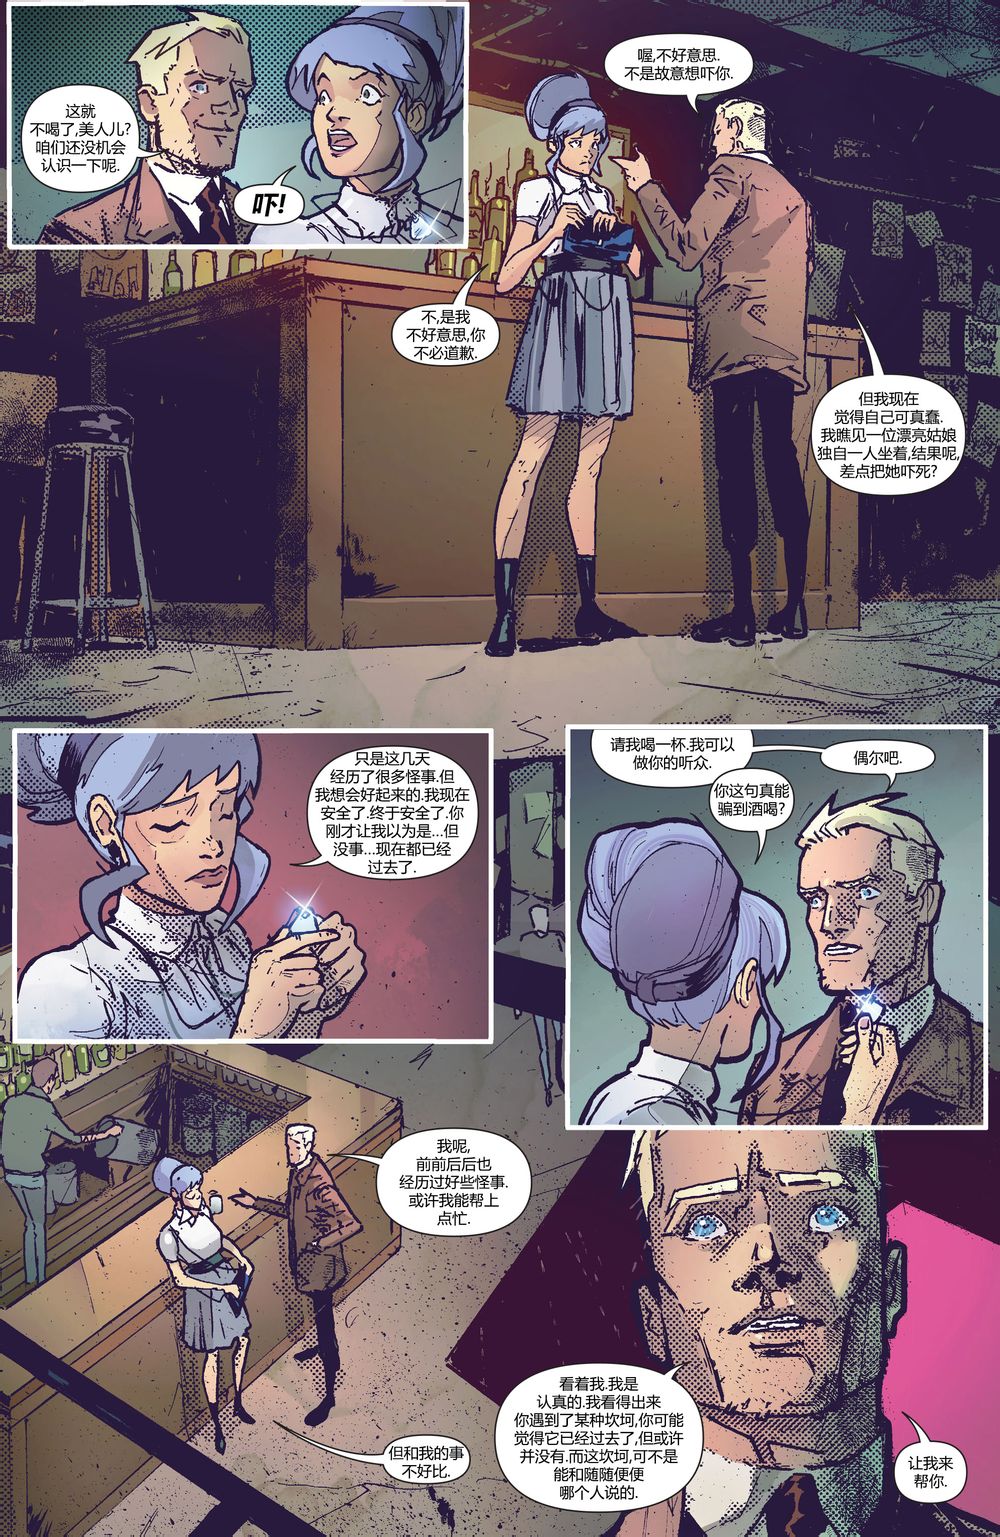 这就
不喝了,美人儿?
咱们还没机会
认识一下呢.
吓!
喔,不好意思.
不是故意想吓你.
不,是我
不好意思,你
不必道歉.
但我现在
觉得自己可真蠢.
我瞧见一位漂亮姑娘
独自一人坐着,结果呢,
差点把她吓死?
只是这几天
经历了很多怪事.但
我想会好起来的.我现在
安全了.终于安全了.你
刚才让我以为是...但
没事...现在都已经
过去了.
请我喝一杯.我可以
做你的听众.
你这句真能
骗到酒喝?
偶尔吧.
我呢,
前前后后也
经历过好些怪事.
或许我能帮上
点忙.
但和我的事
不好比.
看着我.我是
认真的.我看得出来
你遇到了某种坎坷,你可能
觉得它已经过去了,但或许
并没有.而这坎坷,可不是
能和随随便便
哪个人说的.
让我来
帮你.